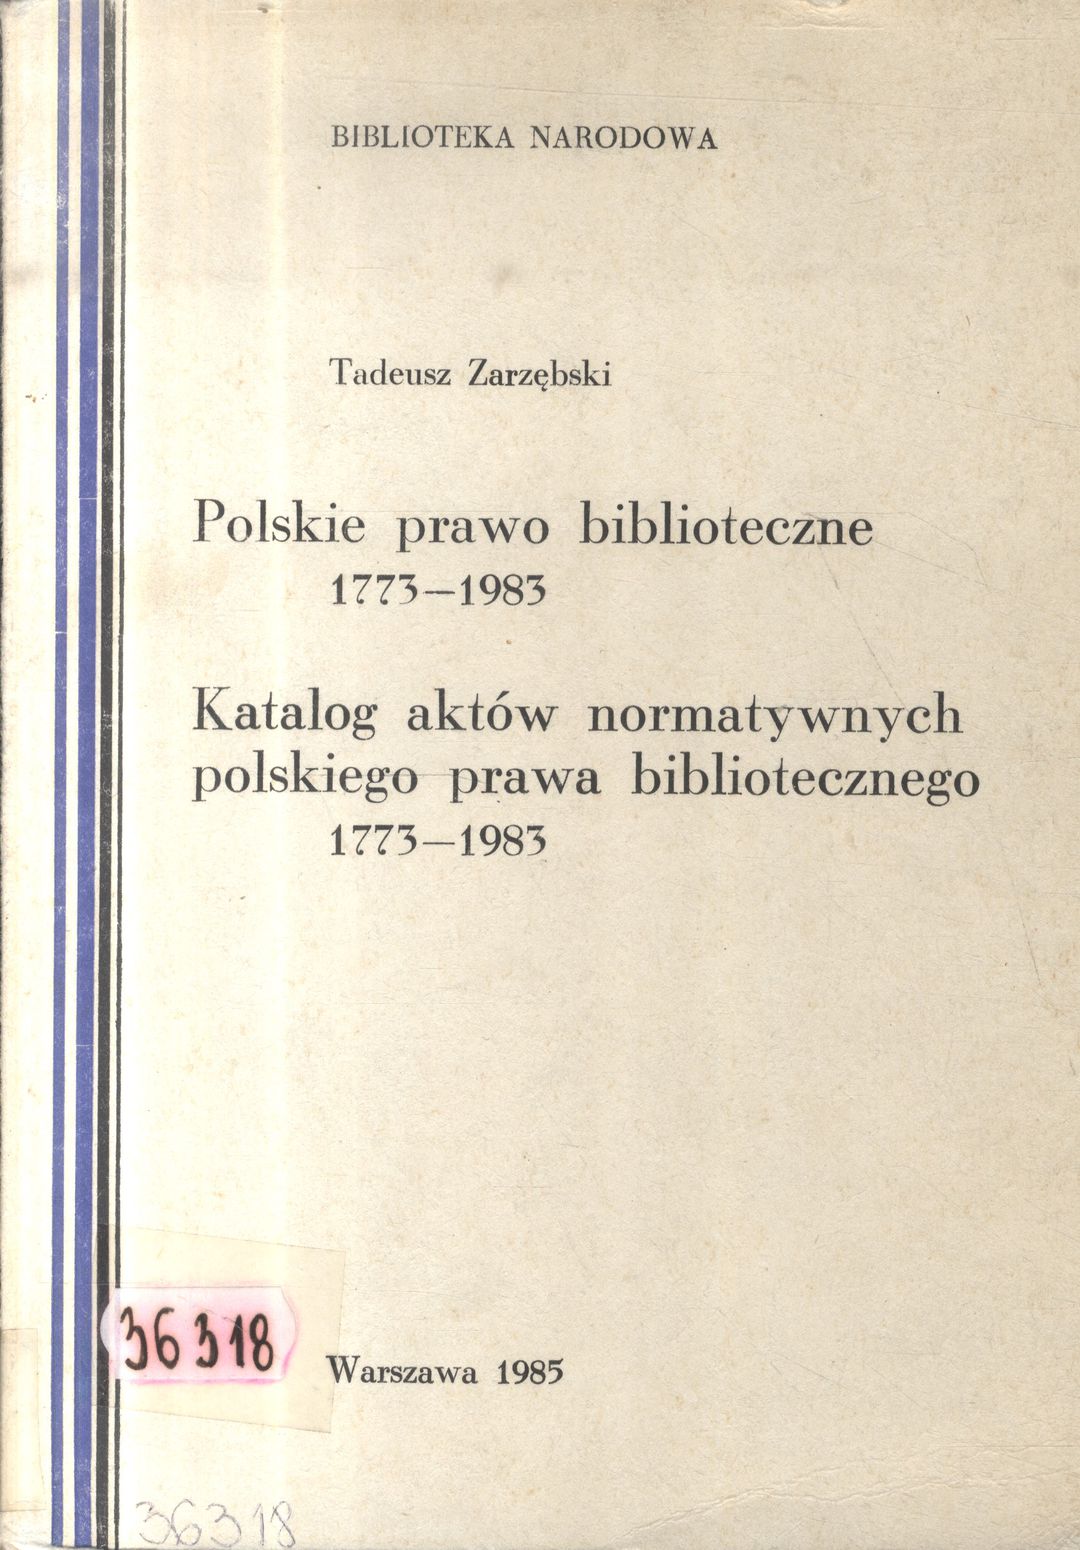 BIBLIOTEKA NARODOWA
Tadeusz Zarzębski
Polskie prawo biblioteczne
1773—1983
Katalog aktów normatywnych
polskiego prawa bibliotecznego
1773—1983
36318
Warszawa 1985
36318